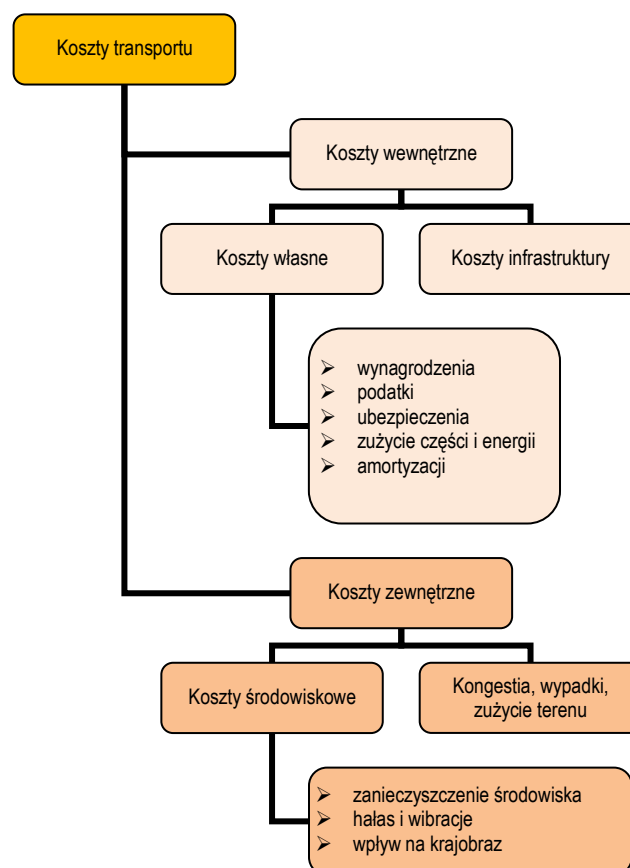 Koszty transportu
Koszty wewnętrzne
Koszty własne
Koszty infrastruktury
➢ wynagrodzenia
➢ podatki
➢ ubezpieczenia
➢ zużycie części i energii
➢ amortyzacji
Koszty zewnętrzne
Koszty środowiskowe
Kongestia, wypadki,
zużycie terenu
➢ zanieczyszczenie środowiska
➢ hałas i wibracje
➢ wpływ na krajobraz